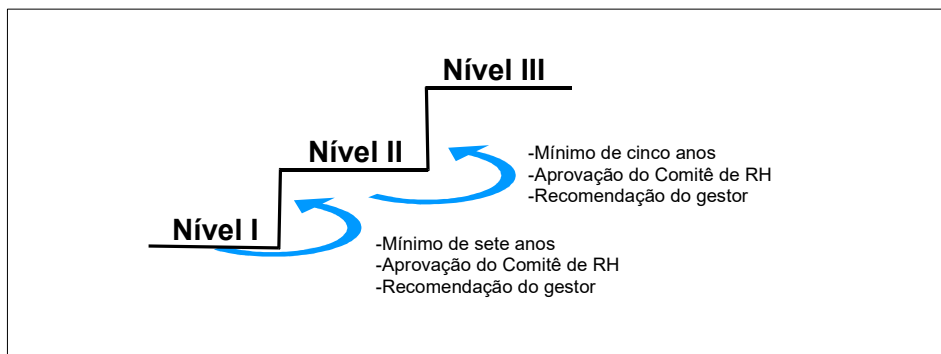 Nível III
Nível II
-Mínimo de cinco anos
-Aprovação do Comitê de RH
-Recomendação do gestor
Nível I
-Mínimo de sete anos
-Aprovação do Comitê de RH
-Recomendação do gestor